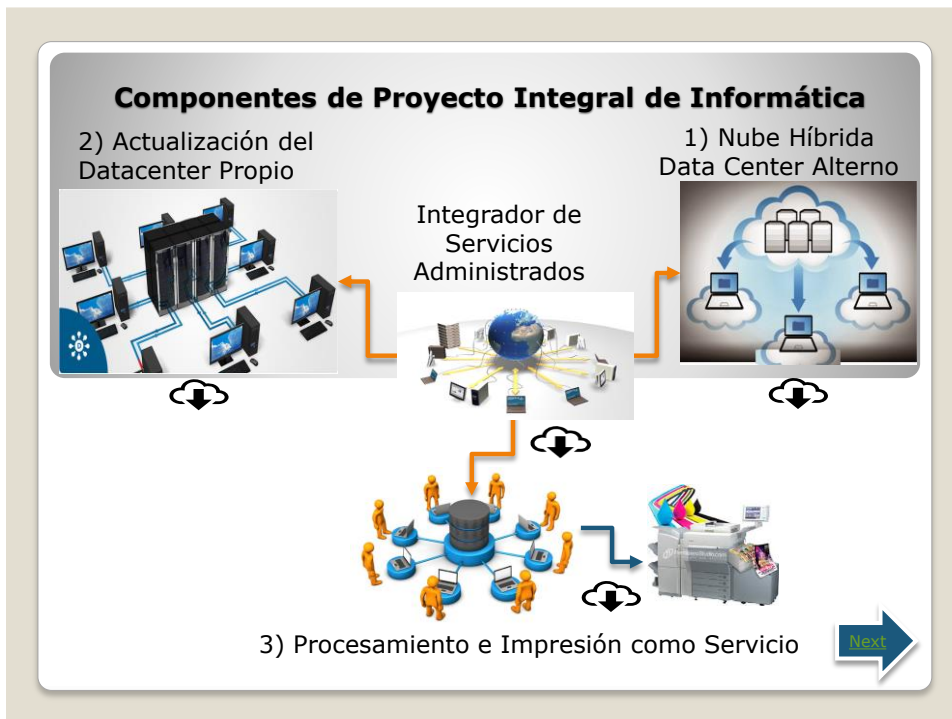 Componentes de Proyecto Integral de Informática
2) Actualización del
Datacenter Propio
1) Nube Híbrida
Data Center Alterno
Integrador de
Servicios
Administrados
3) Procesamiento e Impresión como Servicio
Next